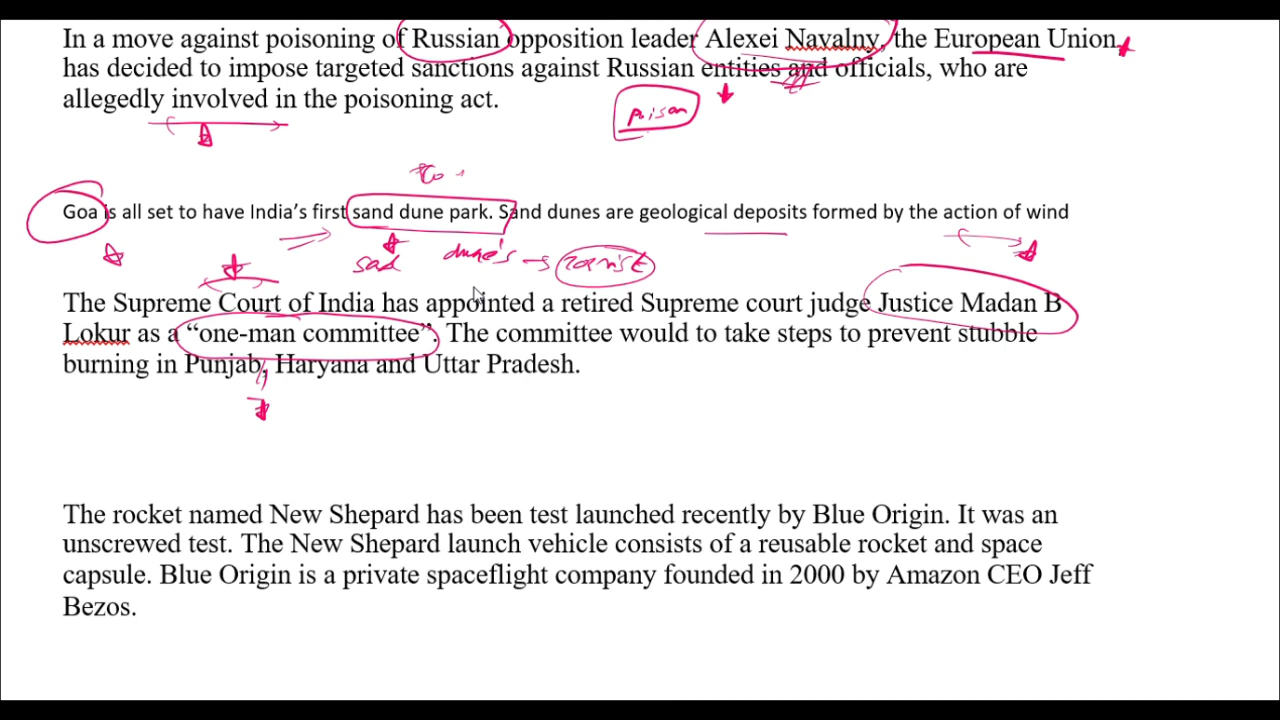 In a move against poisoning of Russian opposition leader Alexei Navalny, the European Union
has decided to impose targeted sanctions against Russian entities and officials, who are
allegedly involved in the poisoning act.
poison
Goa is all set to have India's first sand dune park. Sand dunes are geological deposits formed by the action of wind
sad dune's → tourist
The Supreme Court of India has appointed a retired Supreme court judge Justice Madan B
Lokur as a “one-man committee”. The committee would to take steps to prevent stubble
burning in Punjab, Haryana and Uttar Pradesh.
The rocket named New Shepard has been test launched recently by Blue Origin. It was an
unscrewed test. The New Shepard launch vehicle consists of a reusable rocket and space
capsule. Blue Origin is a private spaceflight company founded in 2000 by Amazon CEO Jeff
Bezos.